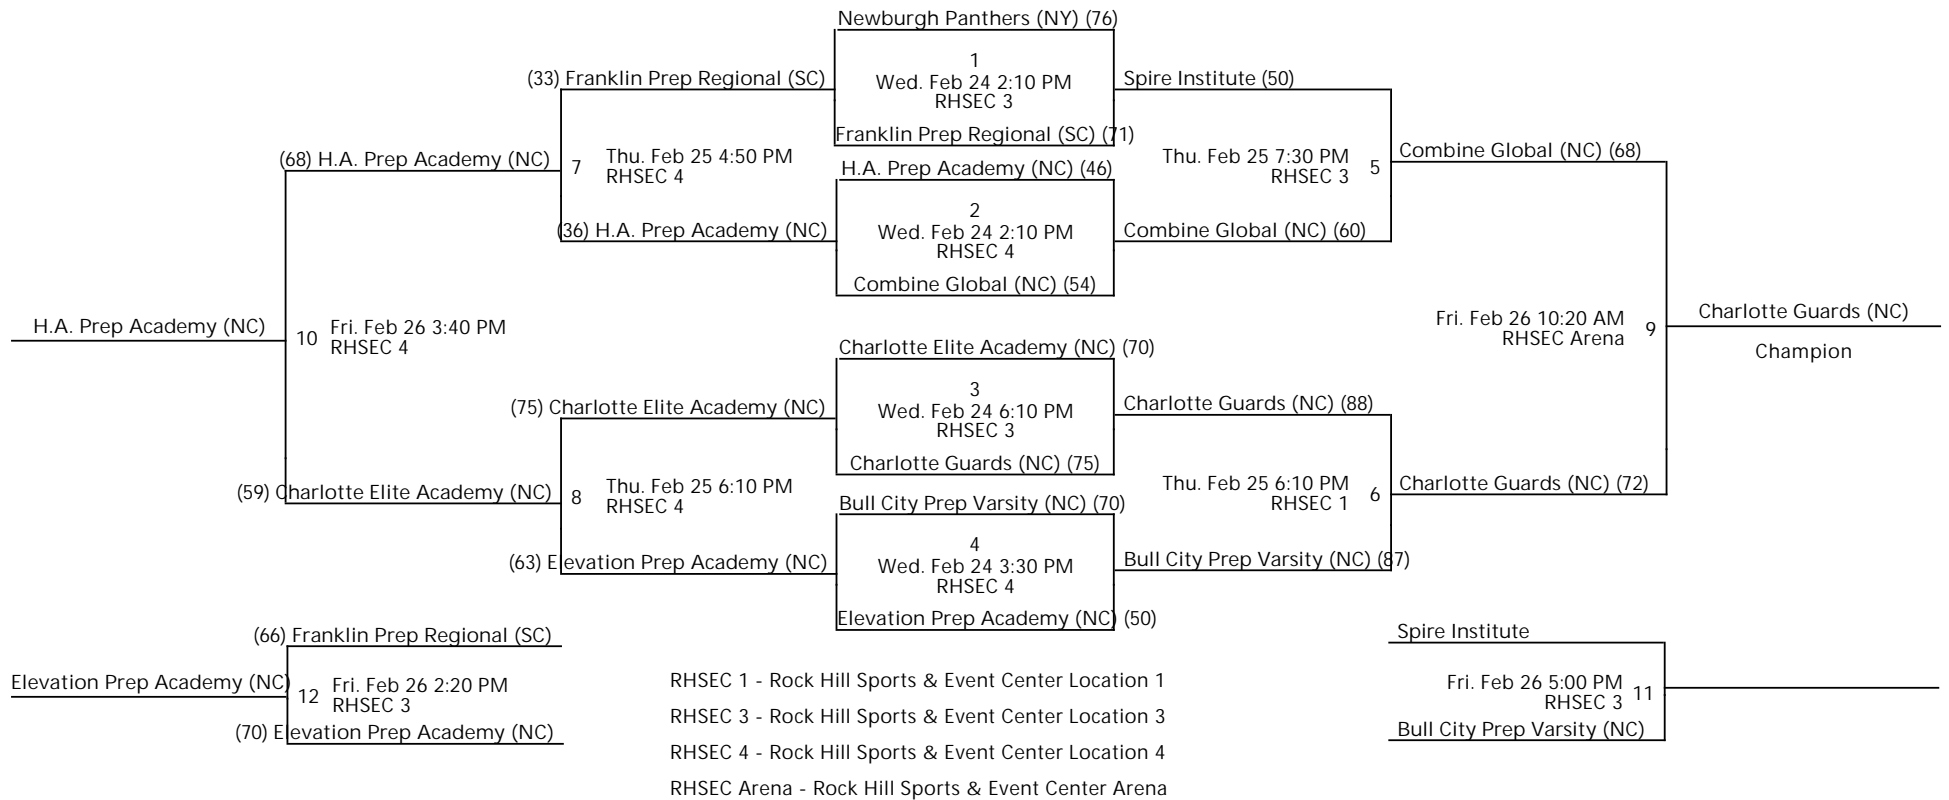 Newburgh Panthers (NY) (76)
1
Wed. Feb 24 2:10 PM
RHSEC 3
Franklin Prep Regional (SC) (71)
(33) Franklin Prep Regional (SC)
Spire Institute (50)
(68) H.A. Prep Academy (NC)
7
Thu. Feb 25 4:50 PM
RHSEC 4
Thu. Feb 25 7:30 PM
RHSEC 3
5
Combine Global (NC) (68)
H.A. Prep Academy (NC) (46)
2
Wed. Feb 24 2:10 PM
RHSEC 4
Combine Global (NC) (54)
(36) H.A. Prep Academy (NC)
Combine Global (NC) (60)
H.A. Prep Academy (NC)
10
Fri. Feb 26 3:40 PM
RHSEC 4
Fri. Feb 26 10:20 AM
RHSEC Arena
9
Charlotte Guards (NC)
Champion
Charlotte Elite Academy (NC) (70)
3
Wed. Feb 24 6:10 PM
RHSEC 3
Charlotte Guards (NC) (75)
(75) Charlotte Elite Academy (NC)
Charlotte Guards (NC) (88)
(59) Charlotte Elite Academy (NC)
8
Thu. Feb 25 6:10 PM
RHSEC 4
Thu. Feb 25 6:10 PM
RHSEC 1
6
Charlotte Guards (NC) (72)
Bull City Prep Varsity (NC) (70)
4
Wed. Feb 24 3:30 PM
RHSEC 4
Elevation Prep Academy (NC) (50)
(63) Elevation Prep Academy (NC)
Bull City Prep Varsity (NC) (87)
(66) Franklin Prep Regional (SC)
Elevation Prep Academy (NC)
12
Fri. Feb 26 2:20 PM
RHSEC 3
(70) Elevation Prep Academy (NC)
RHSEC 1 - Rock Hill Sports & Event Center Location 1
RHSEC 3 - Rock Hill Sports & Event Center Location 3
RHSEC 4 - Rock Hill Sports & Event Center Location 4
RHSEC Arena - Rock Hill Sports & Event Center Arena
Spire Institute
Fri. Feb 26 5:00 PM
RHSEC 3
11
Bull City Prep Varsity (NC)